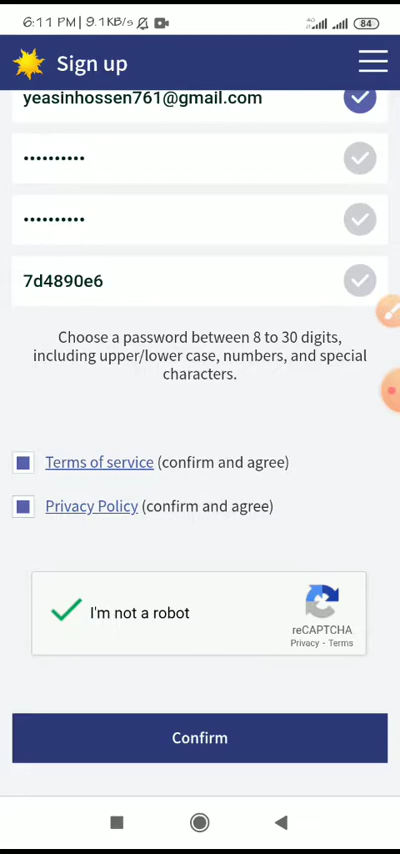 6:11 PM | 9.1KB/s
4G
84
Sign up
yeasinhossen761@gmail.com
••••••••••
••••••••••
7d4890e6
Choose a password between 8 to 30 digits,
including upper/lower case, numbers, and special
characters.
Terms of service (confirm and agree)
Privacy Policy (confirm and agree)
I'm not a robot
reCAPTCHA
Privacy - Terms
Confirm